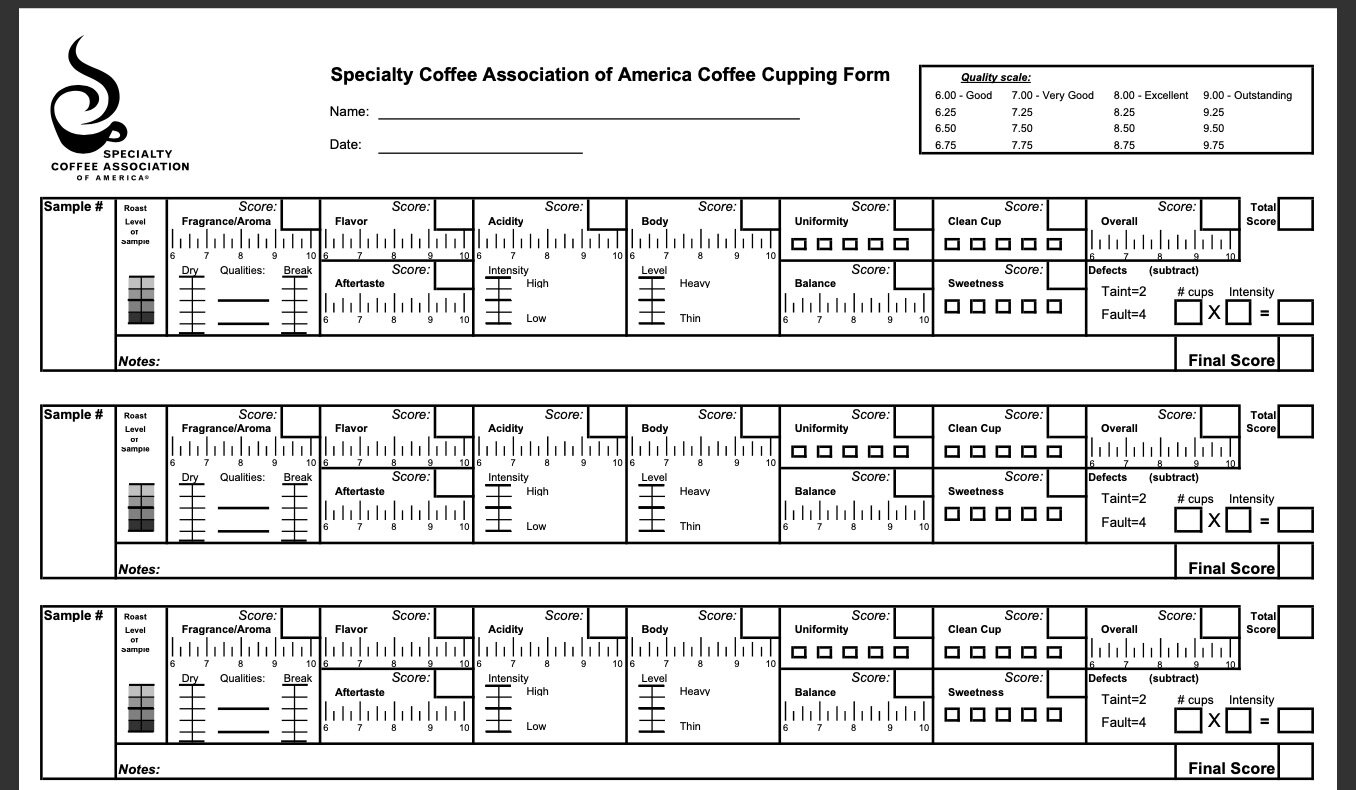 Specialty Coffee Association of America Coffee Cupping Form
Name:
Date:
SPECIALTY
COFFEE ASSOCIATION
OF AMERICA®
Quality scale:
6.00 - Good 7.00 - Very Good 8.00 - Excellent 9.00 - Outstanding
6.25 7.25 8.25 9.25
6.50 7.50 8.50 9.50
6.75 7.75 8.75 9.75
Sample # Roast Score: Score: Score: Score: Score: Score: Score: Total
Level Fragrance/Aroma Flavor Acidity Body Uniformity Clean Cup Overall Score
of
Sample
6 7 8 9 10 6 7 8 9 10 6 7 8 9 10 6 7 8 9 10 6 7 8 9 10
Dry Qualities: Break Score: Intensity Level Score: Score: Defects (subtract)
Aftertaste High Heavy Balance Sweetness
Taint=2 # cups Intensity
6 7 8 9 10 Low Thin 6 7 8 9 10 Fault=4 X =
Notes: Final Score
Sample # Roast Score: Score: Score: Score: Score: Score: Score: Total
Level Fragrance/Aroma Flavor Acidity Body Uniformity Clean Cup Overall Score
of
Sample
6 7 8 9 10 6 7 8 9 10 6 7 8 9 10 6 7 8 9 10 6 7 8 9 10
Dry Qualities: Break Score: Intensity Level Score: Score: Defects (subtract)
Aftertaste High Heavy Balance Sweetness
Taint=2 # cups Intensity
6 7 8 9 10 Low Thin 6 7 8 9 10 Fault=4 X =
Notes: Final Score
Sample # Roast Score: Score: Score: Score: Score: Score: Score: Total
Level Fragrance/Aroma Flavor Acidity Body Uniformity Clean Cup Overall Score
of
Sample
6 7 8 9 10 6 7 8 9 10 6 7 8 9 10 6 7 8 9 10 6 7 8 9 10
Dry Qualities: Break Score: Intensity Level Score: Score: Defects (subtract)
Aftertaste High Heavy Balance Sweetness
Taint=2 # cups Intensity
6 7 8 9 10 Low Thin 6 7 8 9 10 Fault=4 X =
Notes: Final Score